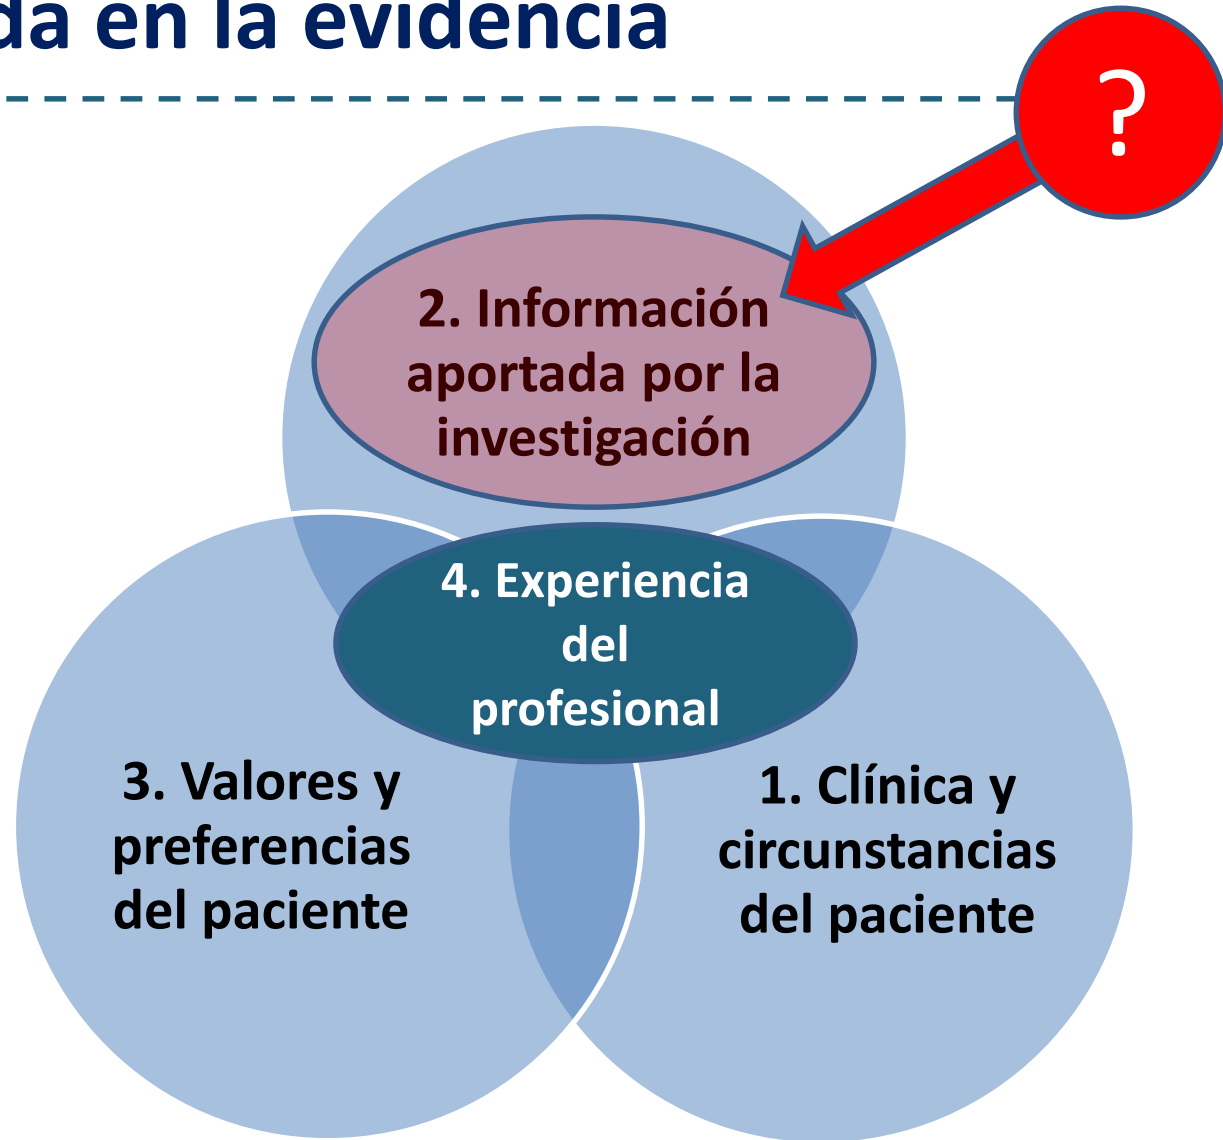 da en la evidencia
?
2. Información
aportada por la
investigación
4. Experiencia
del
profesional
3. Valores y
preferencias
del paciente
1. Clínica y
circunstancias
del paciente